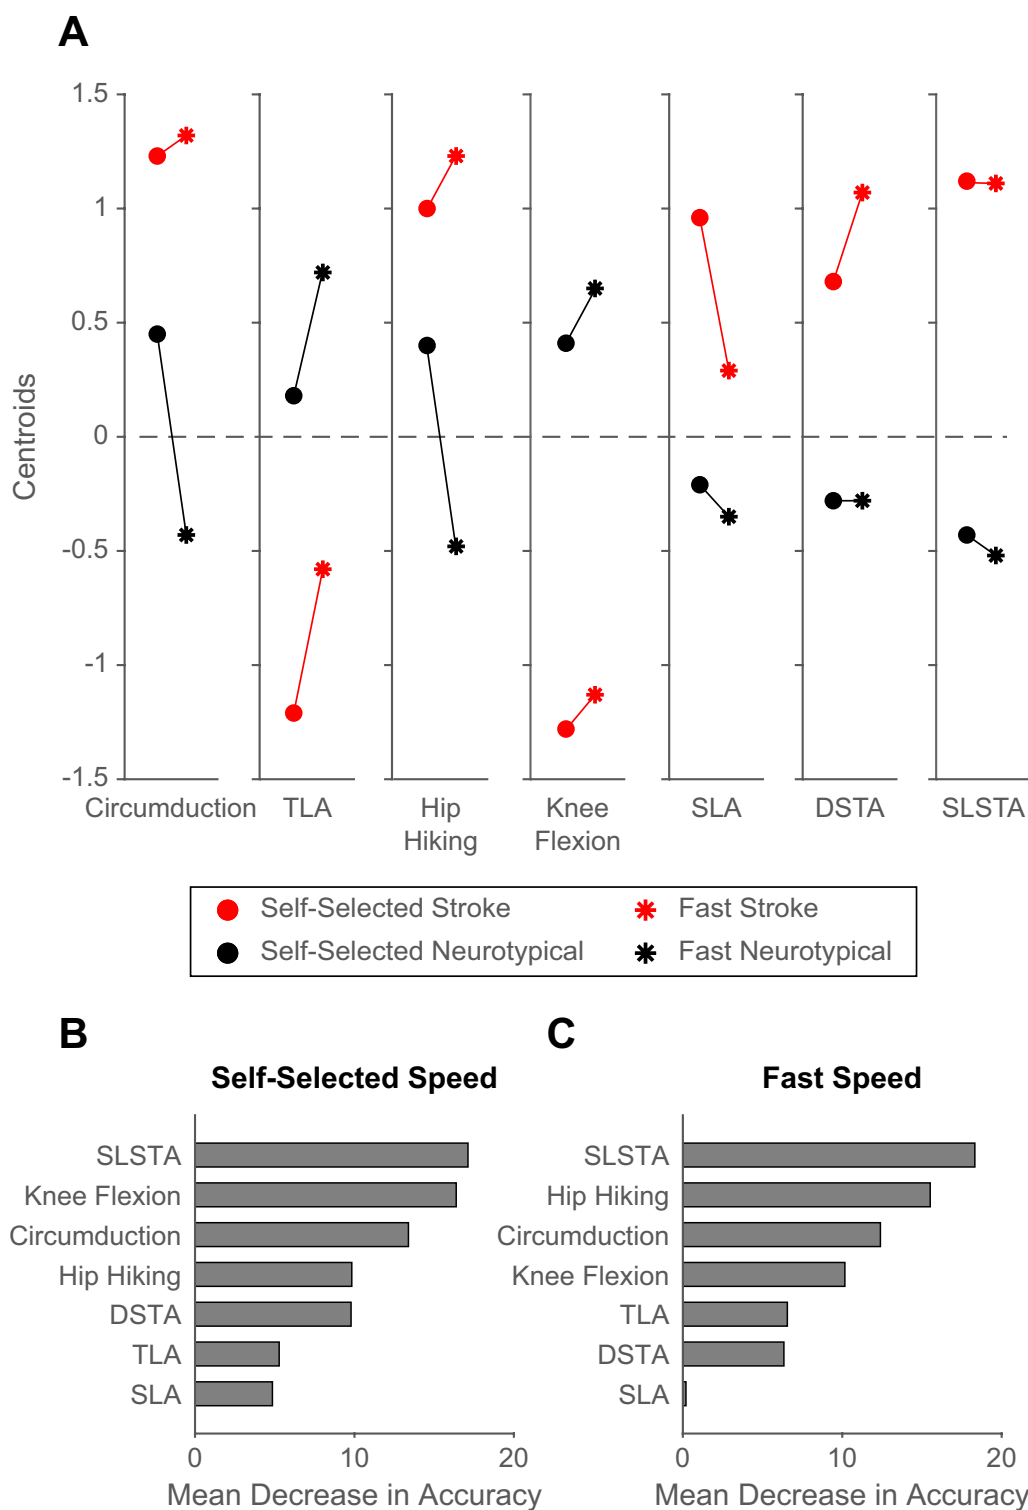 A
1.5
1
0.5
0
-0.5
-1
-1.5
Centroids
Circumduction
TLA
Hip
Hiking
Knee
Flexion
SLA
DSTA
SLSTA
Self-Selected Stroke
Fast Stroke
Self-Selected Neurotypical
Fast Neurotypical
B
Self-Selected Speed
SLSTA
Knee Flexion
Circumduction
Hip Hiking
DSTA
TLA
SLA
0 10 20
Mean Decrease in Accuracy
C
Fast Speed
SLSTA
Hip Hiking
Circumduction
Knee Flexion
TLA
DSTA
SLA
0 10 20
Mean Decrease in Accuracy